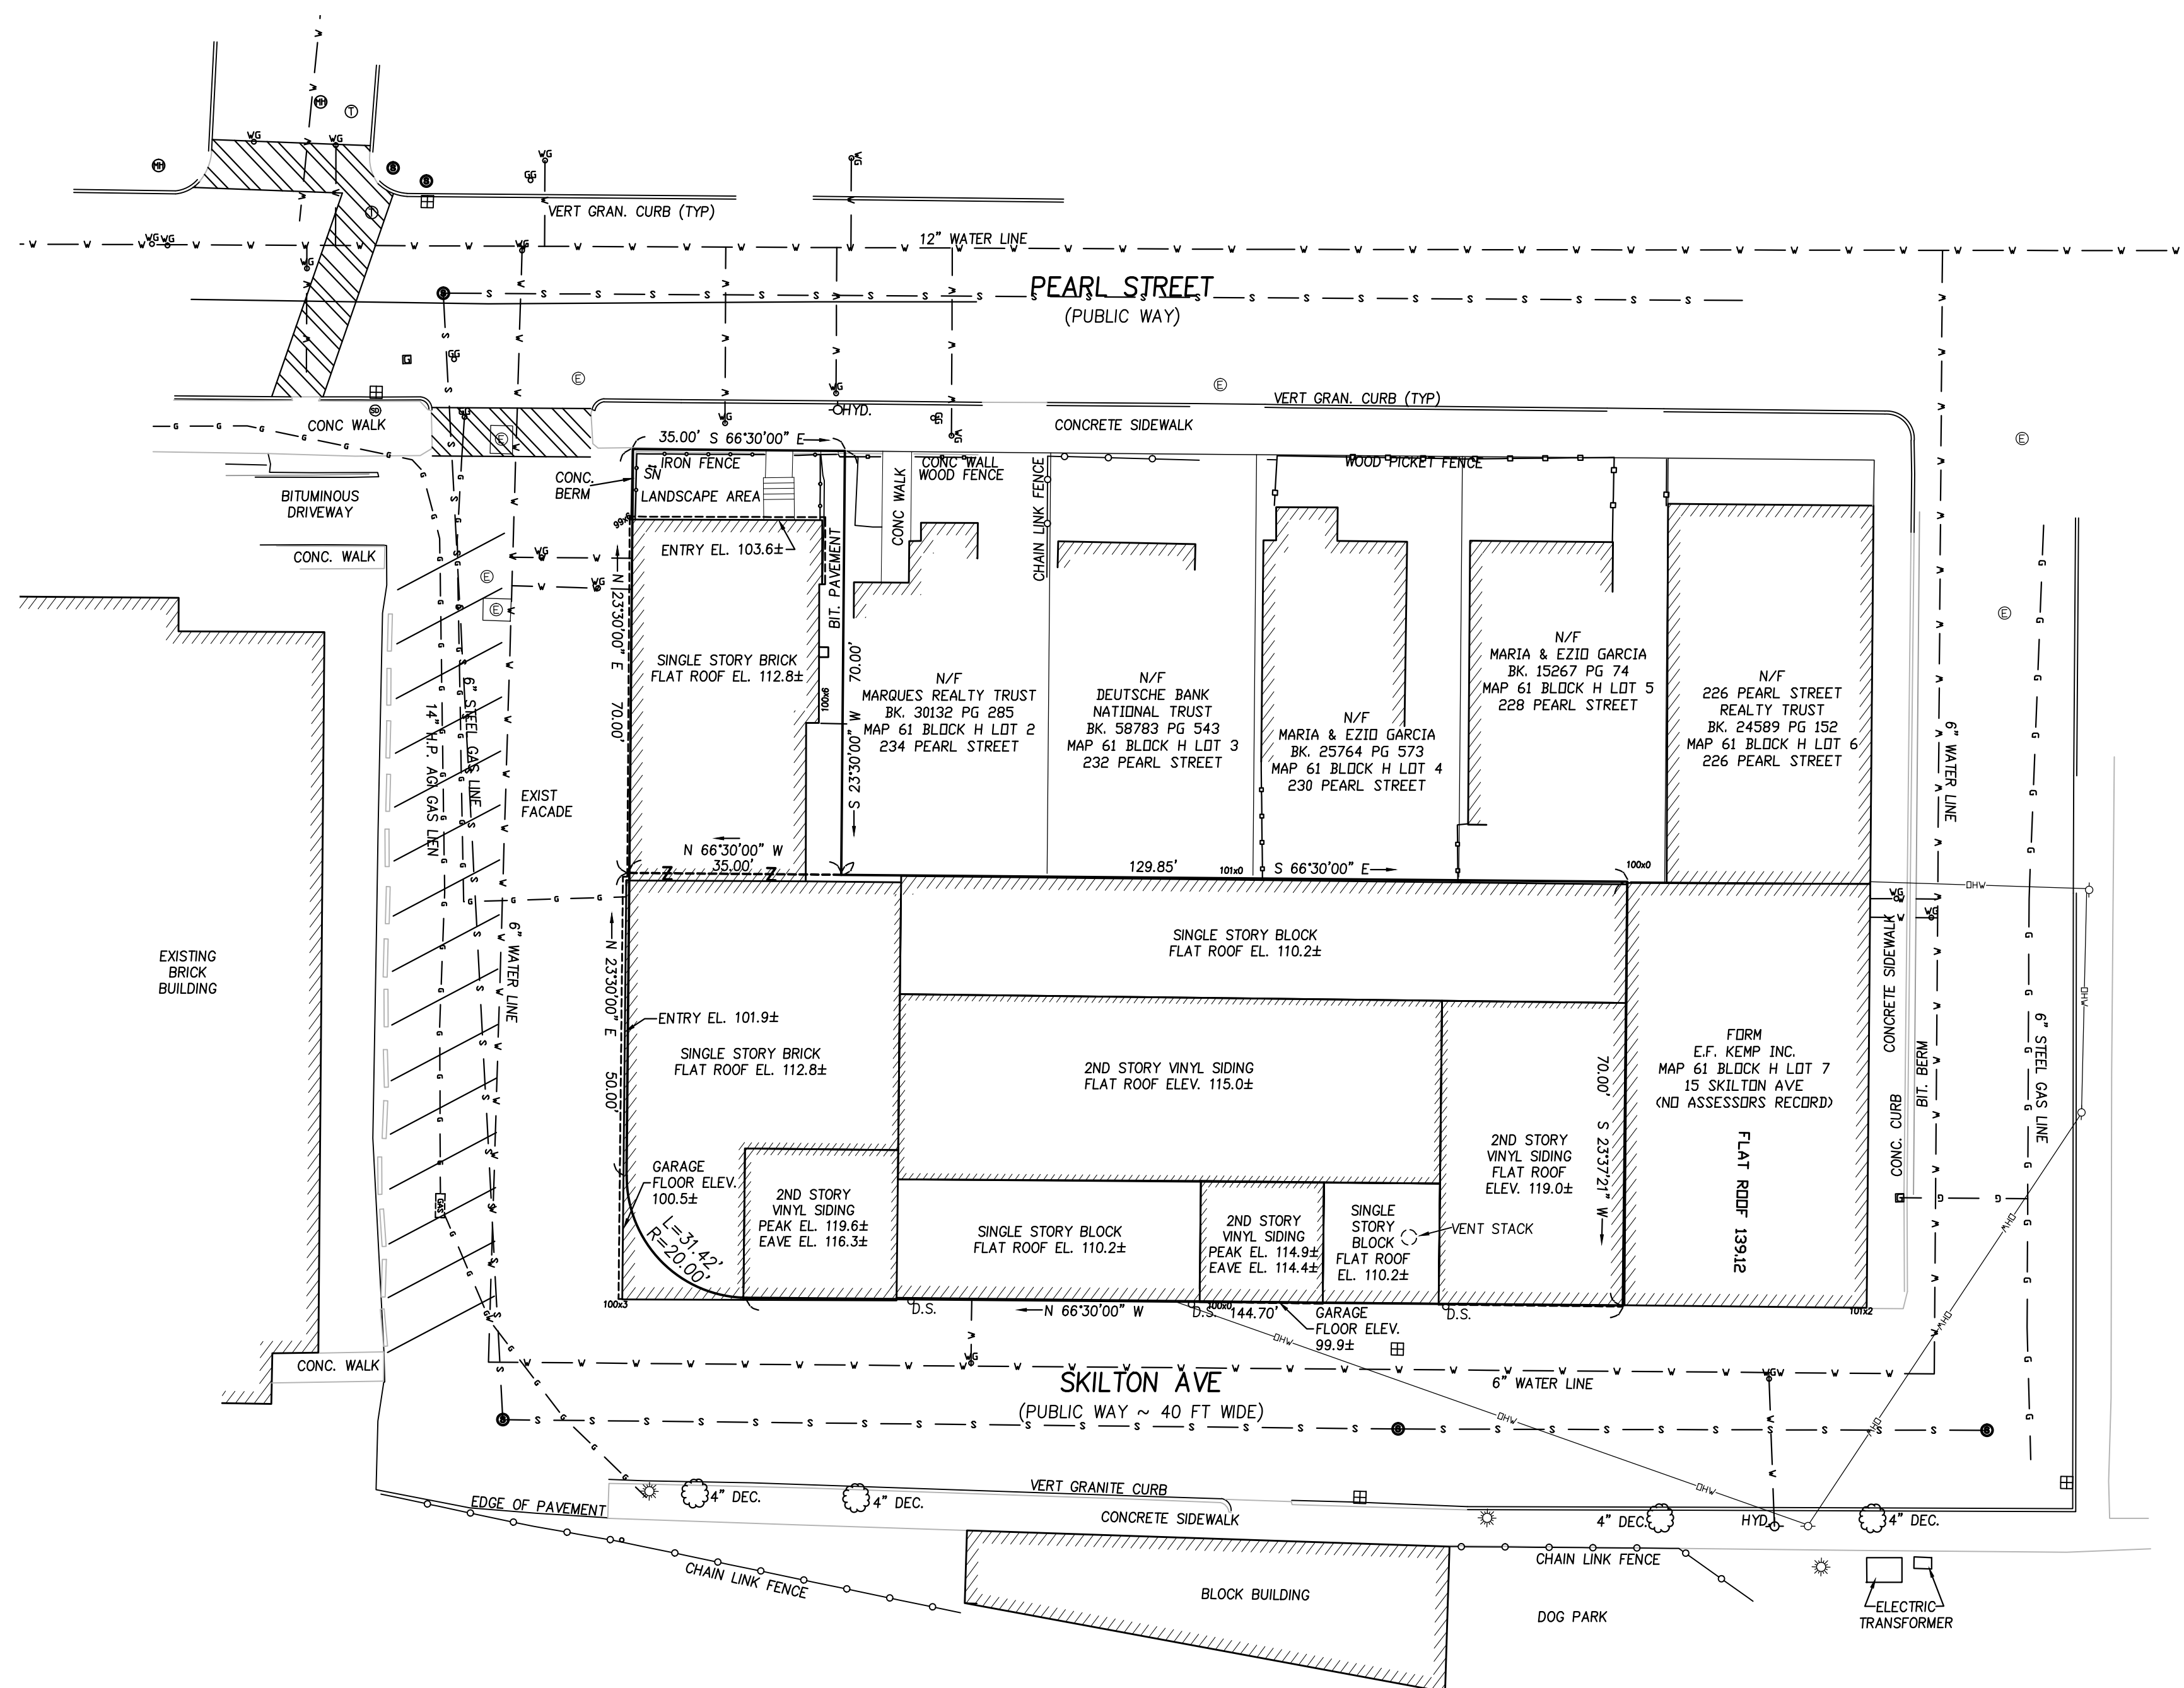 VERT GRAN. CURB (TYP)
12" WATER LINE
PEARL STREET
(PUBLIC WAY)
VERT GRAN. CURB (TYP)
HYD.
CONC WALK
CONCRETE SIDEWALK
35.00' S 66°30'00" E
IRON FENCE
SN
LANDSCAPE AREA
CONC.
BERM
CONC WALL
WOOD FENCE
WOOD PICKET FENCE
CONC WALK
CHAIN LINK FENCE
BITUMINOUS
DRIVEWAY
CONC. WALK
99x6
ENTRY EL. 103.6±
BIT. PAVEMENT
N 23°30'00" E 70.00'
SINGLE STORY BRICK
FLAT ROOF EL. 112.8±
100x6
S 23°30'00" W 70.00'
N/F
MARQUES REALTY TRUST
BK. 30132 PG 285
MAP 61 BLOCK H LOT 2
234 PEARL STREET
N/F
DEUTSCHE BANK
NATIONAL TRUST
BK. 58783 PG 543
MAP 61 BLOCK H LOT 3
232 PEARL STREET
N/F
MARIA & EZIO GARCIA
BK. 25764 PG 573
MAP 61 BLOCK H LOT 4
230 PEARL STREET
N/F
MARIA & EZIO GARCIA
BK. 15267 PG 74
MAP 61 BLOCK H LOT 5
228 PEARL STREET
N/F
226 PEARL STREET
REALTY TRUST
BK. 24589 PG 152
MAP 61 BLOCK H LOT 6
226 PEARL STREET
6" WATER LINE
14" H.P. AGI GAS LIEN
6" STEEL GAS LINE
EXIST
FACADE
N 66°30'00" W
35.00'
Z
Z
129.85'
101x0
S 66°30'00" E
100x0
EXISTING
BRICK
BUILDING
6" WATER LINE
N 23°30'00" E 50.00'
ENTRY EL. 101.9±
SINGLE STORY BRICK
FLAT ROOF EL. 112.8±
SINGLE STORY BLOCK
FLAT ROOF EL. 110.2±
2ND STORY VINYL SIDING
FLAT ROOF ELEV. 115.0±
70.00' S 23°37'21" W
FORM
E.F. KEMP INC.
MAP 61 BLOCK H LOT 7
15 SKILTON AVE
(NO ASSESSORS RECORD)
FLAT ROOF 139.12
CONCRETE SIDEWALK
CONC. CURB
BIT. BERM
6" STEEL GAS LINE
GARAGE
FLOOR ELEV.
100.5±
L=31.42'
R=20.00'
2ND STORY
VINYL SIDING
PEAK EL. 119.6±
EAVE EL. 116.3±
SINGLE STORY BLOCK
FLAT ROOF EL. 110.2±
2ND STORY
VINYL SIDING
PEAK EL. 114.9±
EAVE EL. 114.4±
SINGLE
STORY
BLOCK
FLAT ROOF
EL. 110.2±
VENT STACK
2ND STORY
VINYL SIDING
FLAT ROOF
ELEV. 119.0±
GAS
100x3
D.S.
N 66°30'00" W
D.S.
100x0
144.70'
GARAGE
FLOOR ELEV.
99.9±
D.S.
101x2
CONC. WALK
SKILTON AVE
(PUBLIC WAY ~ 40 FT WIDE)
6" WATER LINE
EDGE OF PAVEMENT
4" DEC.
4" DEC.
VERT GRANITE CURB
CONCRETE SIDEWALK
4" DEC.
HYD.
4" DEC.
CHAIN LINK FENCE
CHAIN LINK FENCE
BLOCK BUILDING
DOG PARK
ELECTRIC
TRANSFORMER